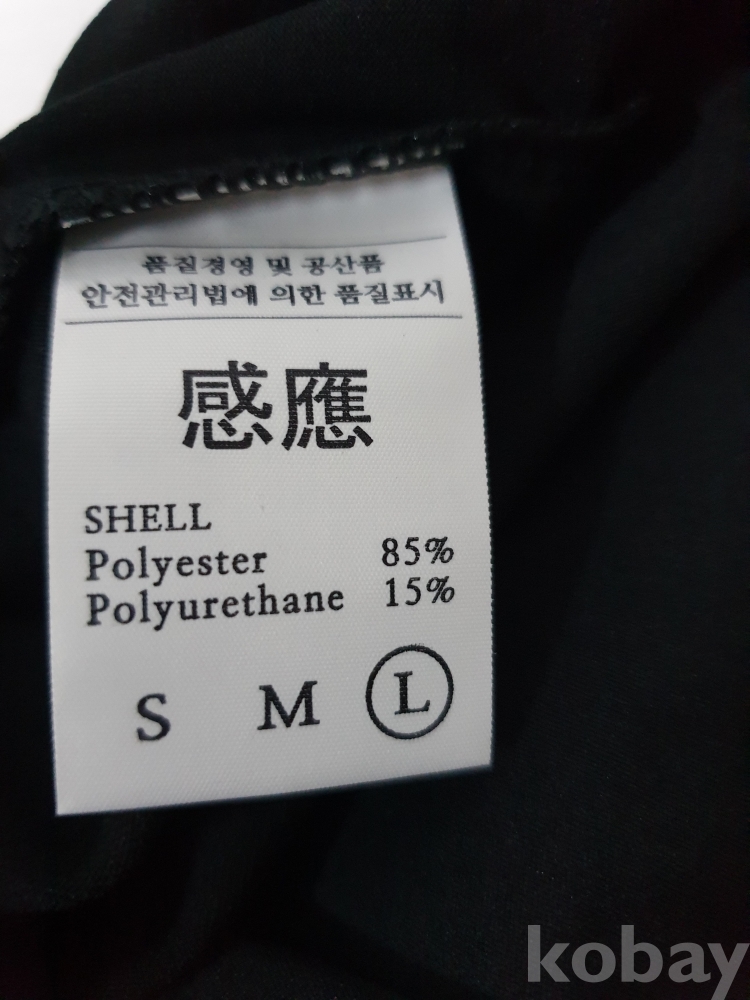 품질경영 및 공산품
안전관리법에 의한 품질표시
感應
SHELL
Polyester 85%
Polyurethane 15%
S M L
kobay